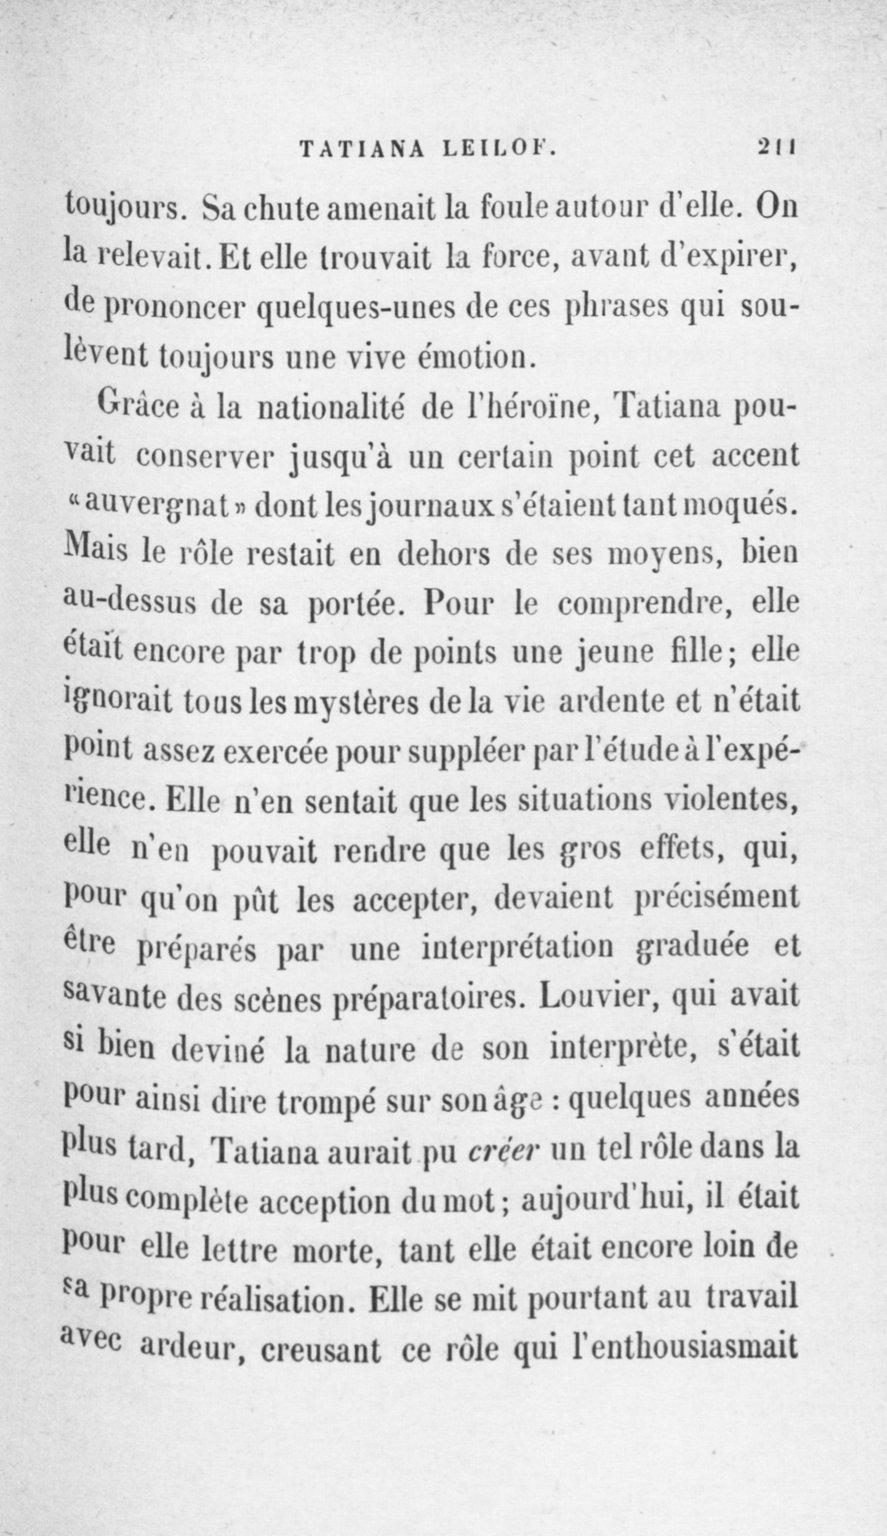 TATIANA LEILOF. 211
toujours. Sa chute amenait la foule autour d'elle. On
la relevait. Et elle trouvait la force, avant d'expirer,
de prononcer quelques-unes de ces phrases qui sou-
lèvent toujours une vive émotion.
Grâce à la nationalité de l'héroïne, Tatiana pou-
vait conserver jusqu'à un certain point cet accent
« auvergnat » dont les journaux s'étaient tant moqués.
Mais le rôle restait en dehors de ses moyens, bien
au-dessus de sa portée. Pour le comprendre, elle
était encore par trop de points une jeune fille; elle
ignorait tous les mystères de la vie ardente et n'était
point assez exercée pour suppléer par l'étude à l'expé-
rience. Elle n'en sentait que les situations violentes,
elle n'en pouvait rendre que les gros effets, qui,
pour qu'on pût les accepter, devaient précisément
être préparés par une interprétation graduée et
savante des scènes préparatoires. Louvier, qui avait
si bien deviné la nature de son interprète, s'était
pour ainsi dire trompé sur son âge : quelques années
plus tard, Tatiana aurait pu créer un tel rôle dans la
plus complète acception du mot; aujourd'hui, il était
pour elle lettre morte, tant elle était encore loin de
sa propre réalisation. Elle se mit pourtant au travail
avec ardeur, creusant ce rôle qui l'enthousiasmait